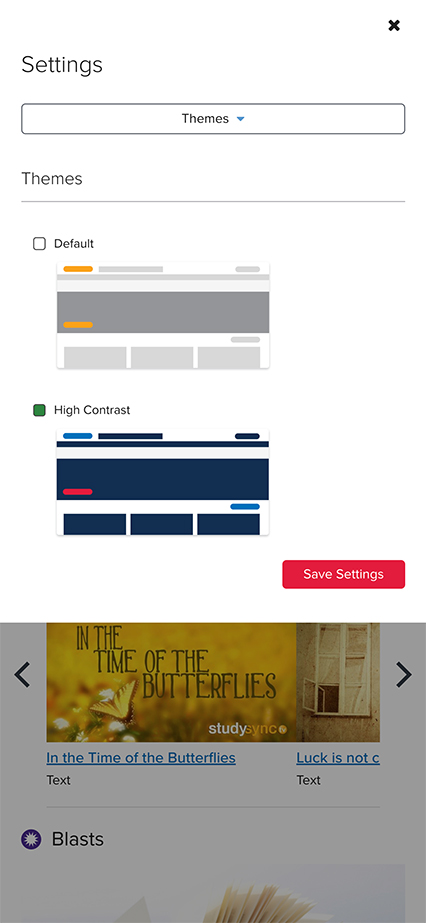 Settings
Themes
Themes
Default
High Contrast
Save Settings
IN THE
TIME OF THE
BUTTERFLIES
studysync
In the Time of the Butterflies
Luck is not c
Text
Text
Blasts